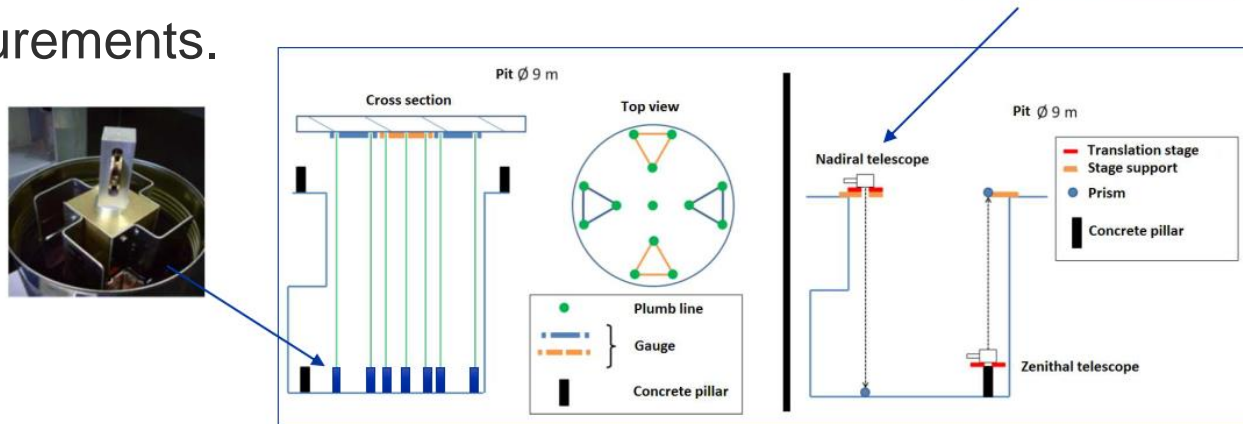 urements.
Pit Ø 9 m
Cross section
Top view
Plumb line
Gauge
Concrete pillar
Pit Ø 9 m
Nadiral telescope
Translation stage
Stage support
Prism
Concrete pillar
Zenithal telescope